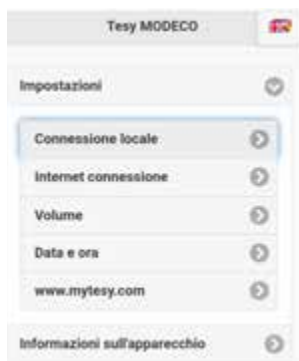 Tesy MODECO
Impostazioni
Connessione locale
Internet connessione
Volume
Data e ora
www.mytesy.com
Informazioni sull'apparecchio